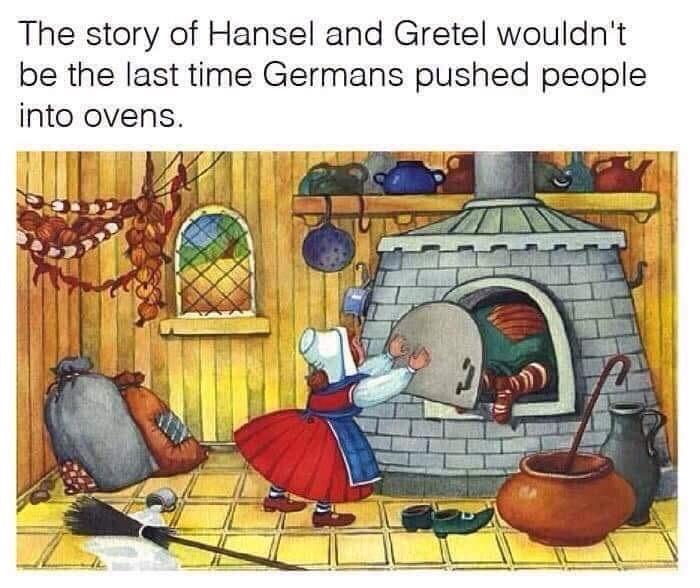 The story of Hansel and Gretel wouldn't
be the last time Germans pushed people
into ovens.